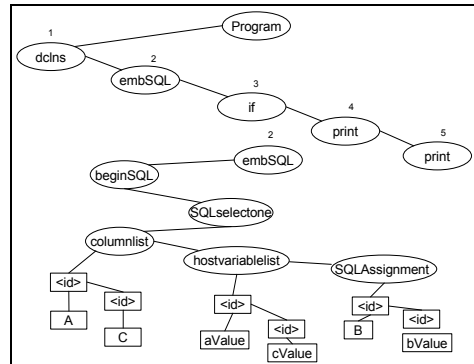 Program
1
dclns
2
embSQL
3
if
4
print
5
print
2
embSQL
beginSQL
SQLselectone
columnlist
hostvariablelist
SQLAssignment
<id>
<id>
A
C
<id>
<id>
aValue
cValue
<id>
<id>
B
bValue